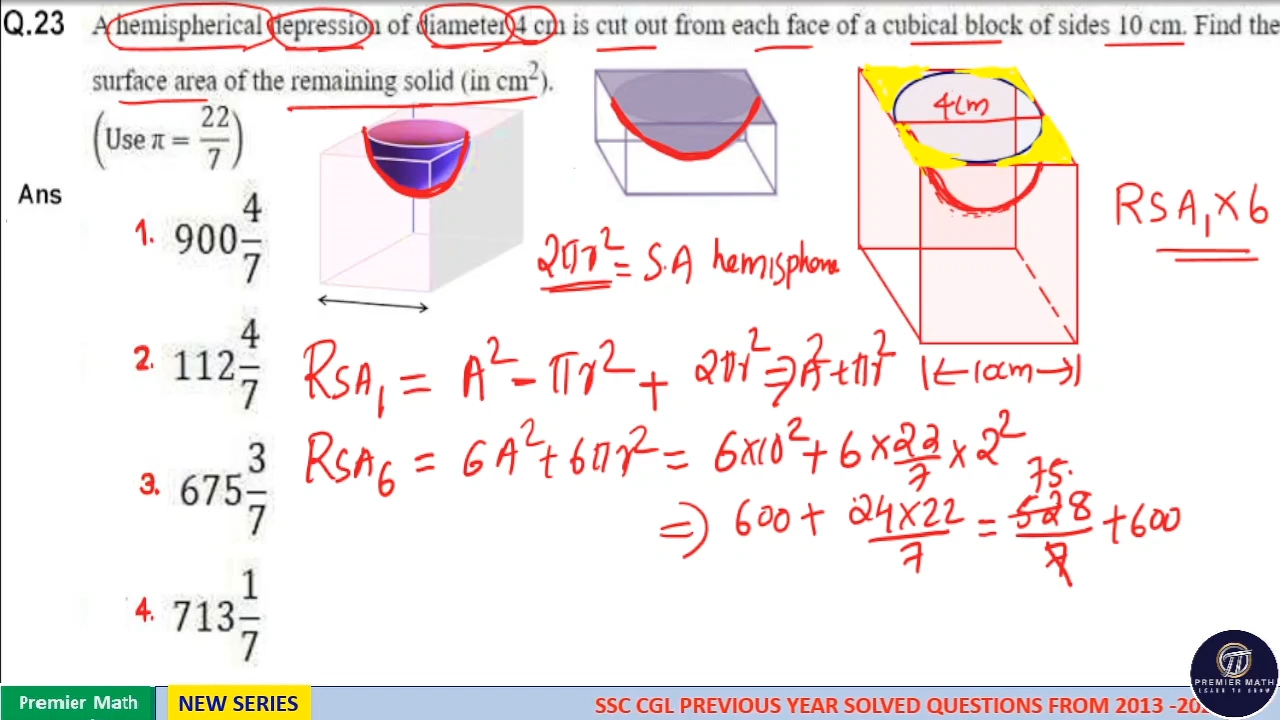 Q.23 A hemispherical depression of diameter 4 cm is cut out from each face of a cubical block of sides 10 cm. Find the
surface area of the remaining solid (in cm²).
(Use π = 22/7)
Ans
1. 900 4/7
2. 112 4/7
3. 675 3/7
4. 713 1/7
4cm
RSA₁ × 6
2πr² = S.A hemisphere
|←10cm→|
RSA₁ = A² - πr² + 2πr² ⇒ A² + πr²
RSA₆ = 6A² + 6πr² = 6×10² + 6 × 22/7 × 2²
75.
⇒ 600 + 24×22/7 = 528/7 + 600
PREMIER MATH
LEARN TO KNOW
Premier Math
NEW SERIES
SSC CGL PREVIOUS YEAR SOLVED QUESTIONS FROM 2013 -20